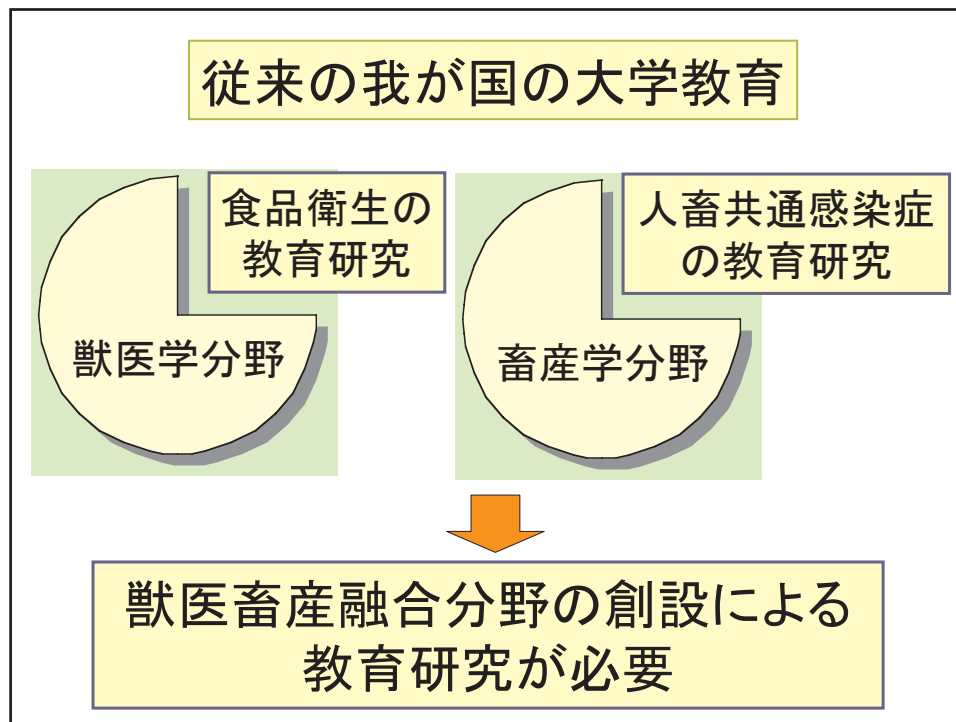 従来の我が国の大学教育
食品衛生の
教育研究
獣医学分野
人畜共通感染症
の教育研究
畜産学分野
獣医畜産融合分野の創設による
教育研究が必要